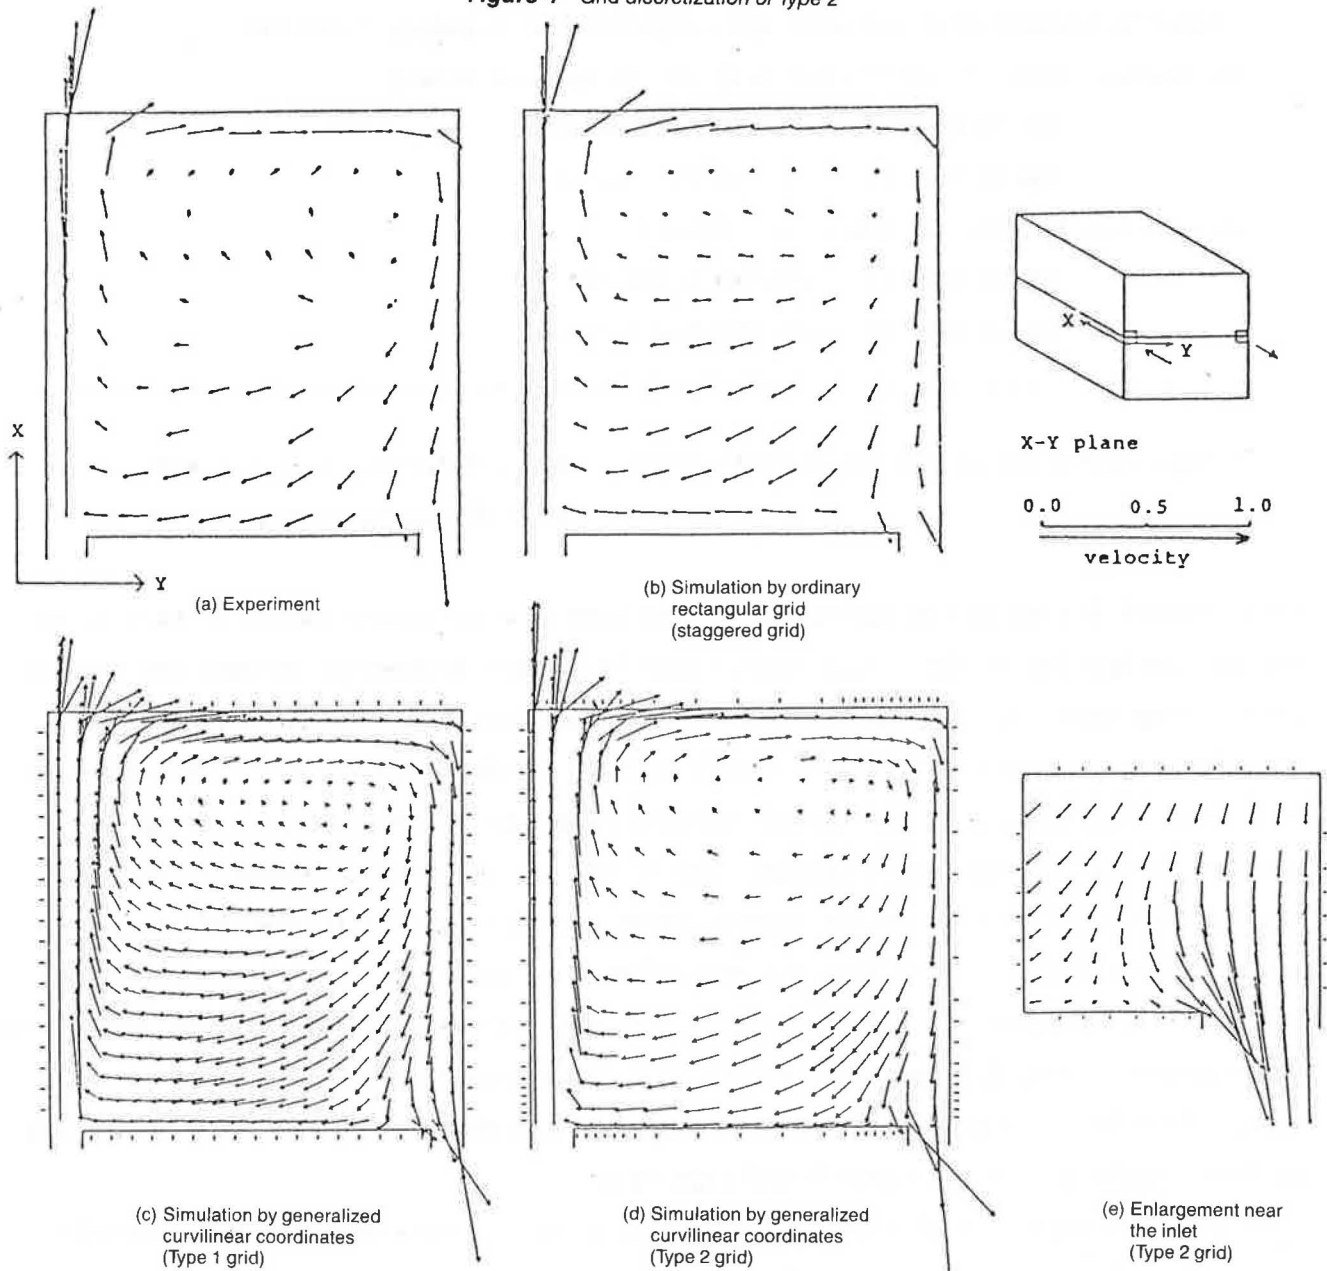 Figure 7 Grid discretization of Type 2
X
Y
(a) Experiment
(b) Simulation by ordinary
rectangular grid
(staggered grid)
X
Y
X-Y plane
0.0 0.5 1.0
velocity
(c) Simulation by generalized
curvilinear coordinates
(Type 1 grid)
(d) Simulation by generalized
curvilinear coordinates
(Type 2 grid)
(e) Enlargement near
the inlet
(Type 2 grid)